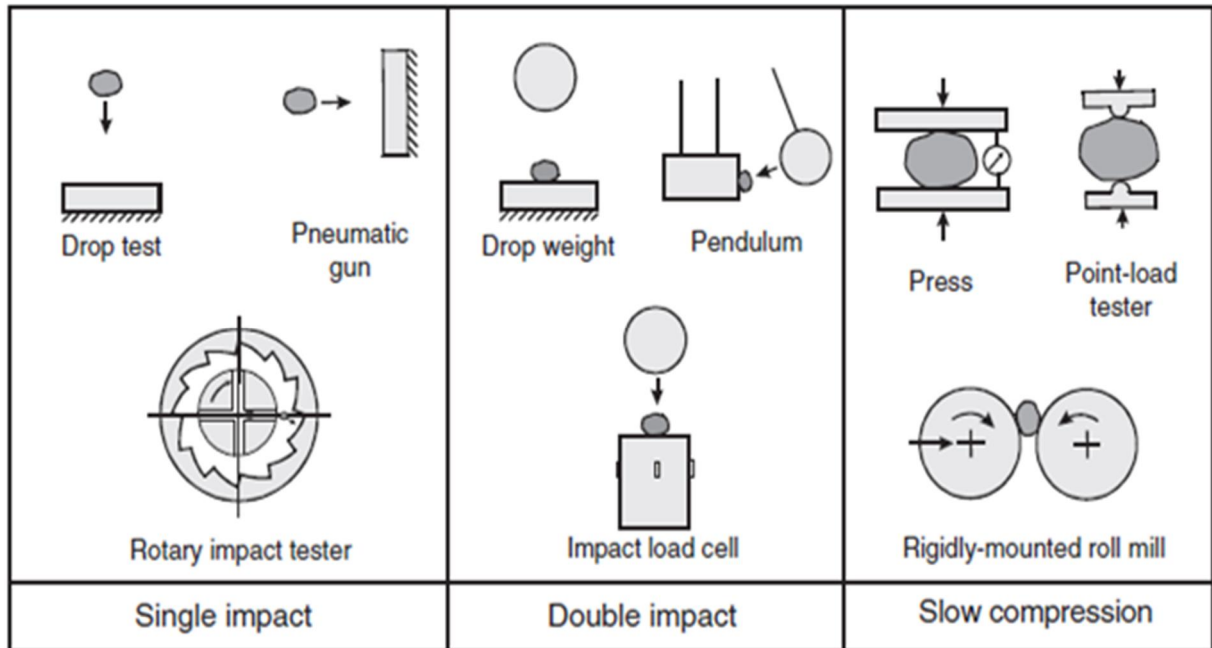 Drop test
Pneumatic
gun
Rotary impact tester
Single impact
Drop weight
Pendulum
Impact load cell
Double impact
Press
Point-load
tester
Rigidly-mounted roll mill
Slow compression